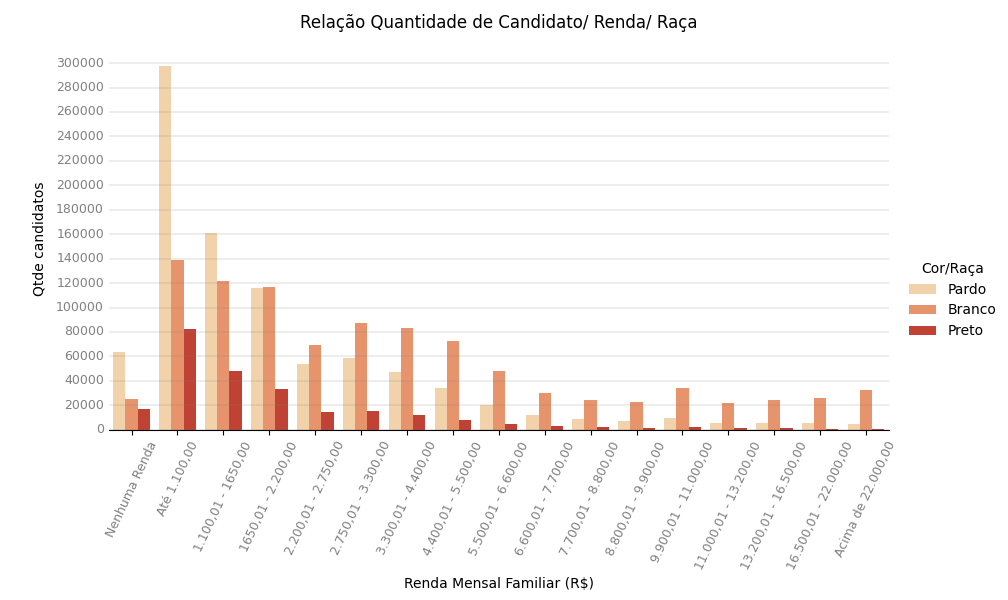 Relação Quantidade de Candidato/ Renda/ Raça
Qtde candidatos
300000
280000
260000
240000
220000
200000
180000
160000
140000
120000
100000
80000
60000
40000
20000
0
Nenhuma Renda
Até 1.100,00
1.100,01 - 1650,00
1650,01 - 2.200,00
2.200,01 - 2.750,00
2.750,01 - 3.300,00
3.300,01 - 4.400,00
4.400,01 - 5.500,00
5.500,01 - 6.600,00
6.600,01 - 7.700,00
7.700,01 - 8.800,00
8.800,01 - 9.900,00
9.900,01 - 11.000,00
11.000,01 - 13.200,00
13.200,01 - 16.500,00
16.500,01 - 22.000,00
Acima de 22.000,00
Renda Mensal Familiar (R$)
Cor/Raça
Pardo
Branco
Preto